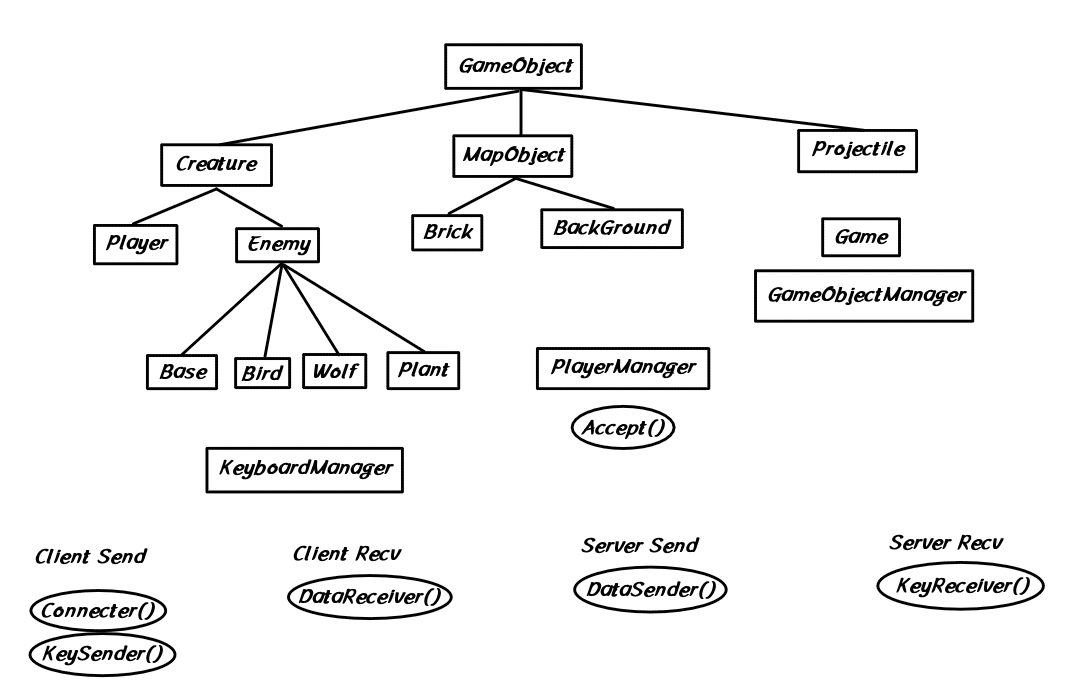 GameObject
Creature
MapObject
Projectile
Player
Enemy
Brick
BackGround
Game
GameObjectManager
Base
Bird
Wolf
Plant
PlayerManager
Accept()
KeyboardManager
Client Send
Client Recv
Server Send
Server Recv
Connecter()
DataReceiver()
DataSender()
KeyReceiver()
KeySender()